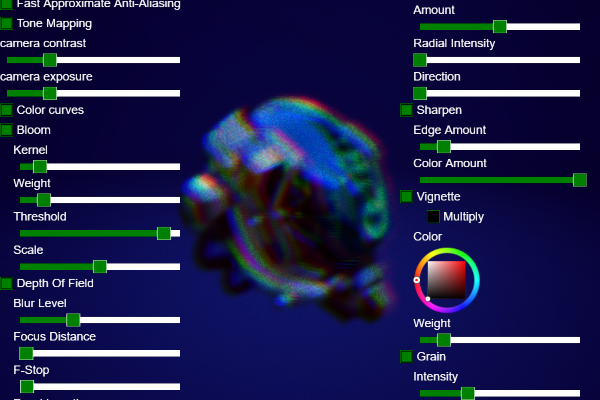 Fast Approximate Anti-Aliasing
Tone Mapping
camera contrast
camera exposure
Color curves
Bloom
Kernel
Weight
Threshold
Scale
Depth Of Field
Blur Level
Focus Distance
F-Stop
Amount
Radial Intensity
Direction
Sharpen
Edge Amount
Color Amount
Vignette
Multiply
Color
Weight
Grain
Intensity